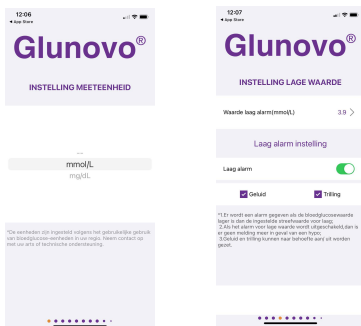 12:06
◀ App Store
Glunovo®
INSTELLING MEETEENHEID
---
mmol/L
mg/dL
*De eenheden zijn ingesteld volgens het gebruikelijke gebruik
van bloedglucose-eenheden in uw regio. Neem contact op
met uw arts of technische ondersteuning.
12:07
◀ App Store
Glunovo®
INSTELLING LAGE WAARDE
Waarde laag alarm(mmol/L) 3.9 >
Laag alarm instelling
Laag alarm
Geluid Trilling
*1.Er wordt een alarm gegeven als de bloedglucosewaarde
lager is dan de ingestelde streefwaarde voor laag;
2.Als het alarm voor lage waarde wordt uitgeschakeld,dan is
er geen melding meer in geval van een hypo;
3.Geluid en trilling kunnen naar behoefte aan/ uit worden
gezet.